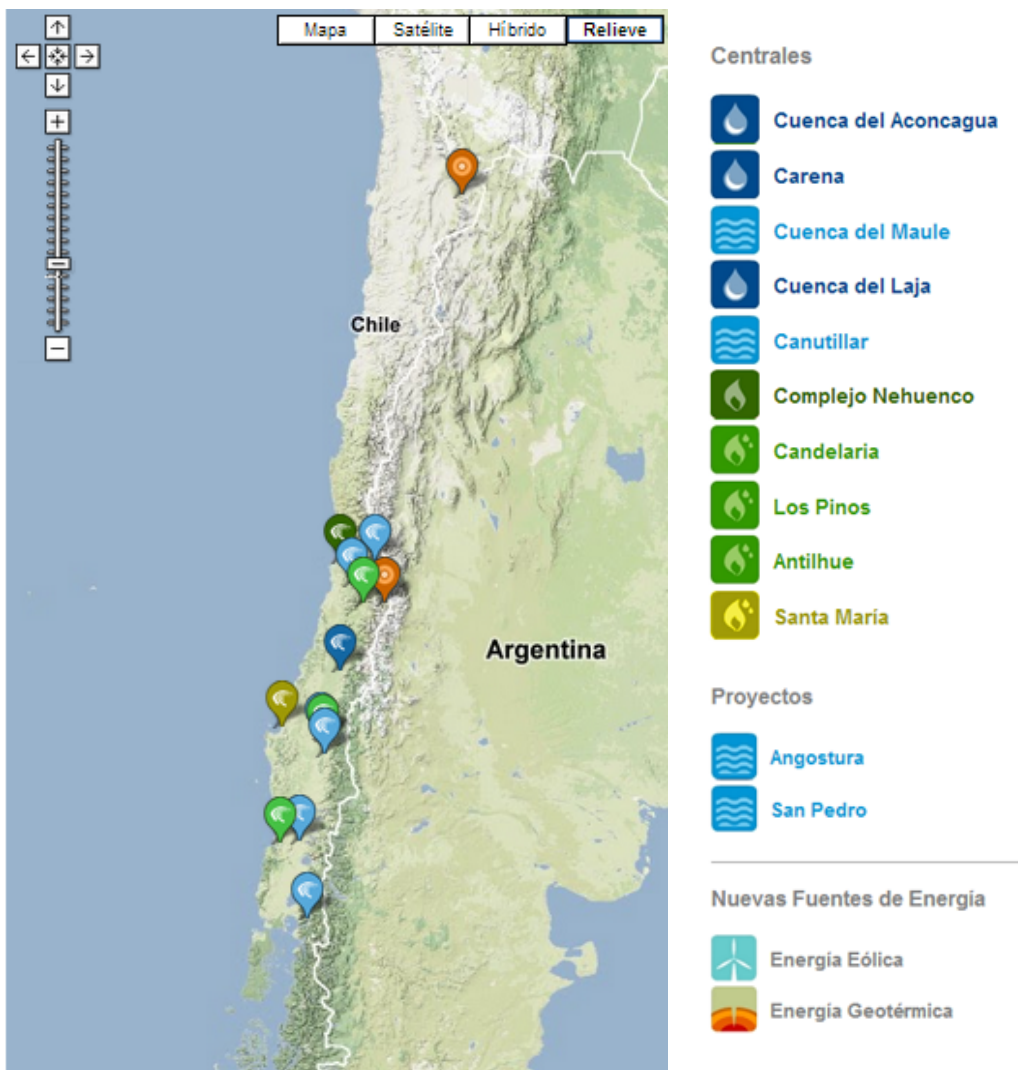 Mapa Satélite Híbrido Relieve
Chile
Argentina
Centrales
Cuenca del Aconcagua
Carena
Cuenca del Maule
Cuenca del Laja
Canutillar
Complejo Nehuenco
Candelaria
Los Pinos
Antilhue
Santa María
Proyectos
Angostura
San Pedro
Nuevas Fuentes de Energía
Energía Eólica
Energía Geotérmica